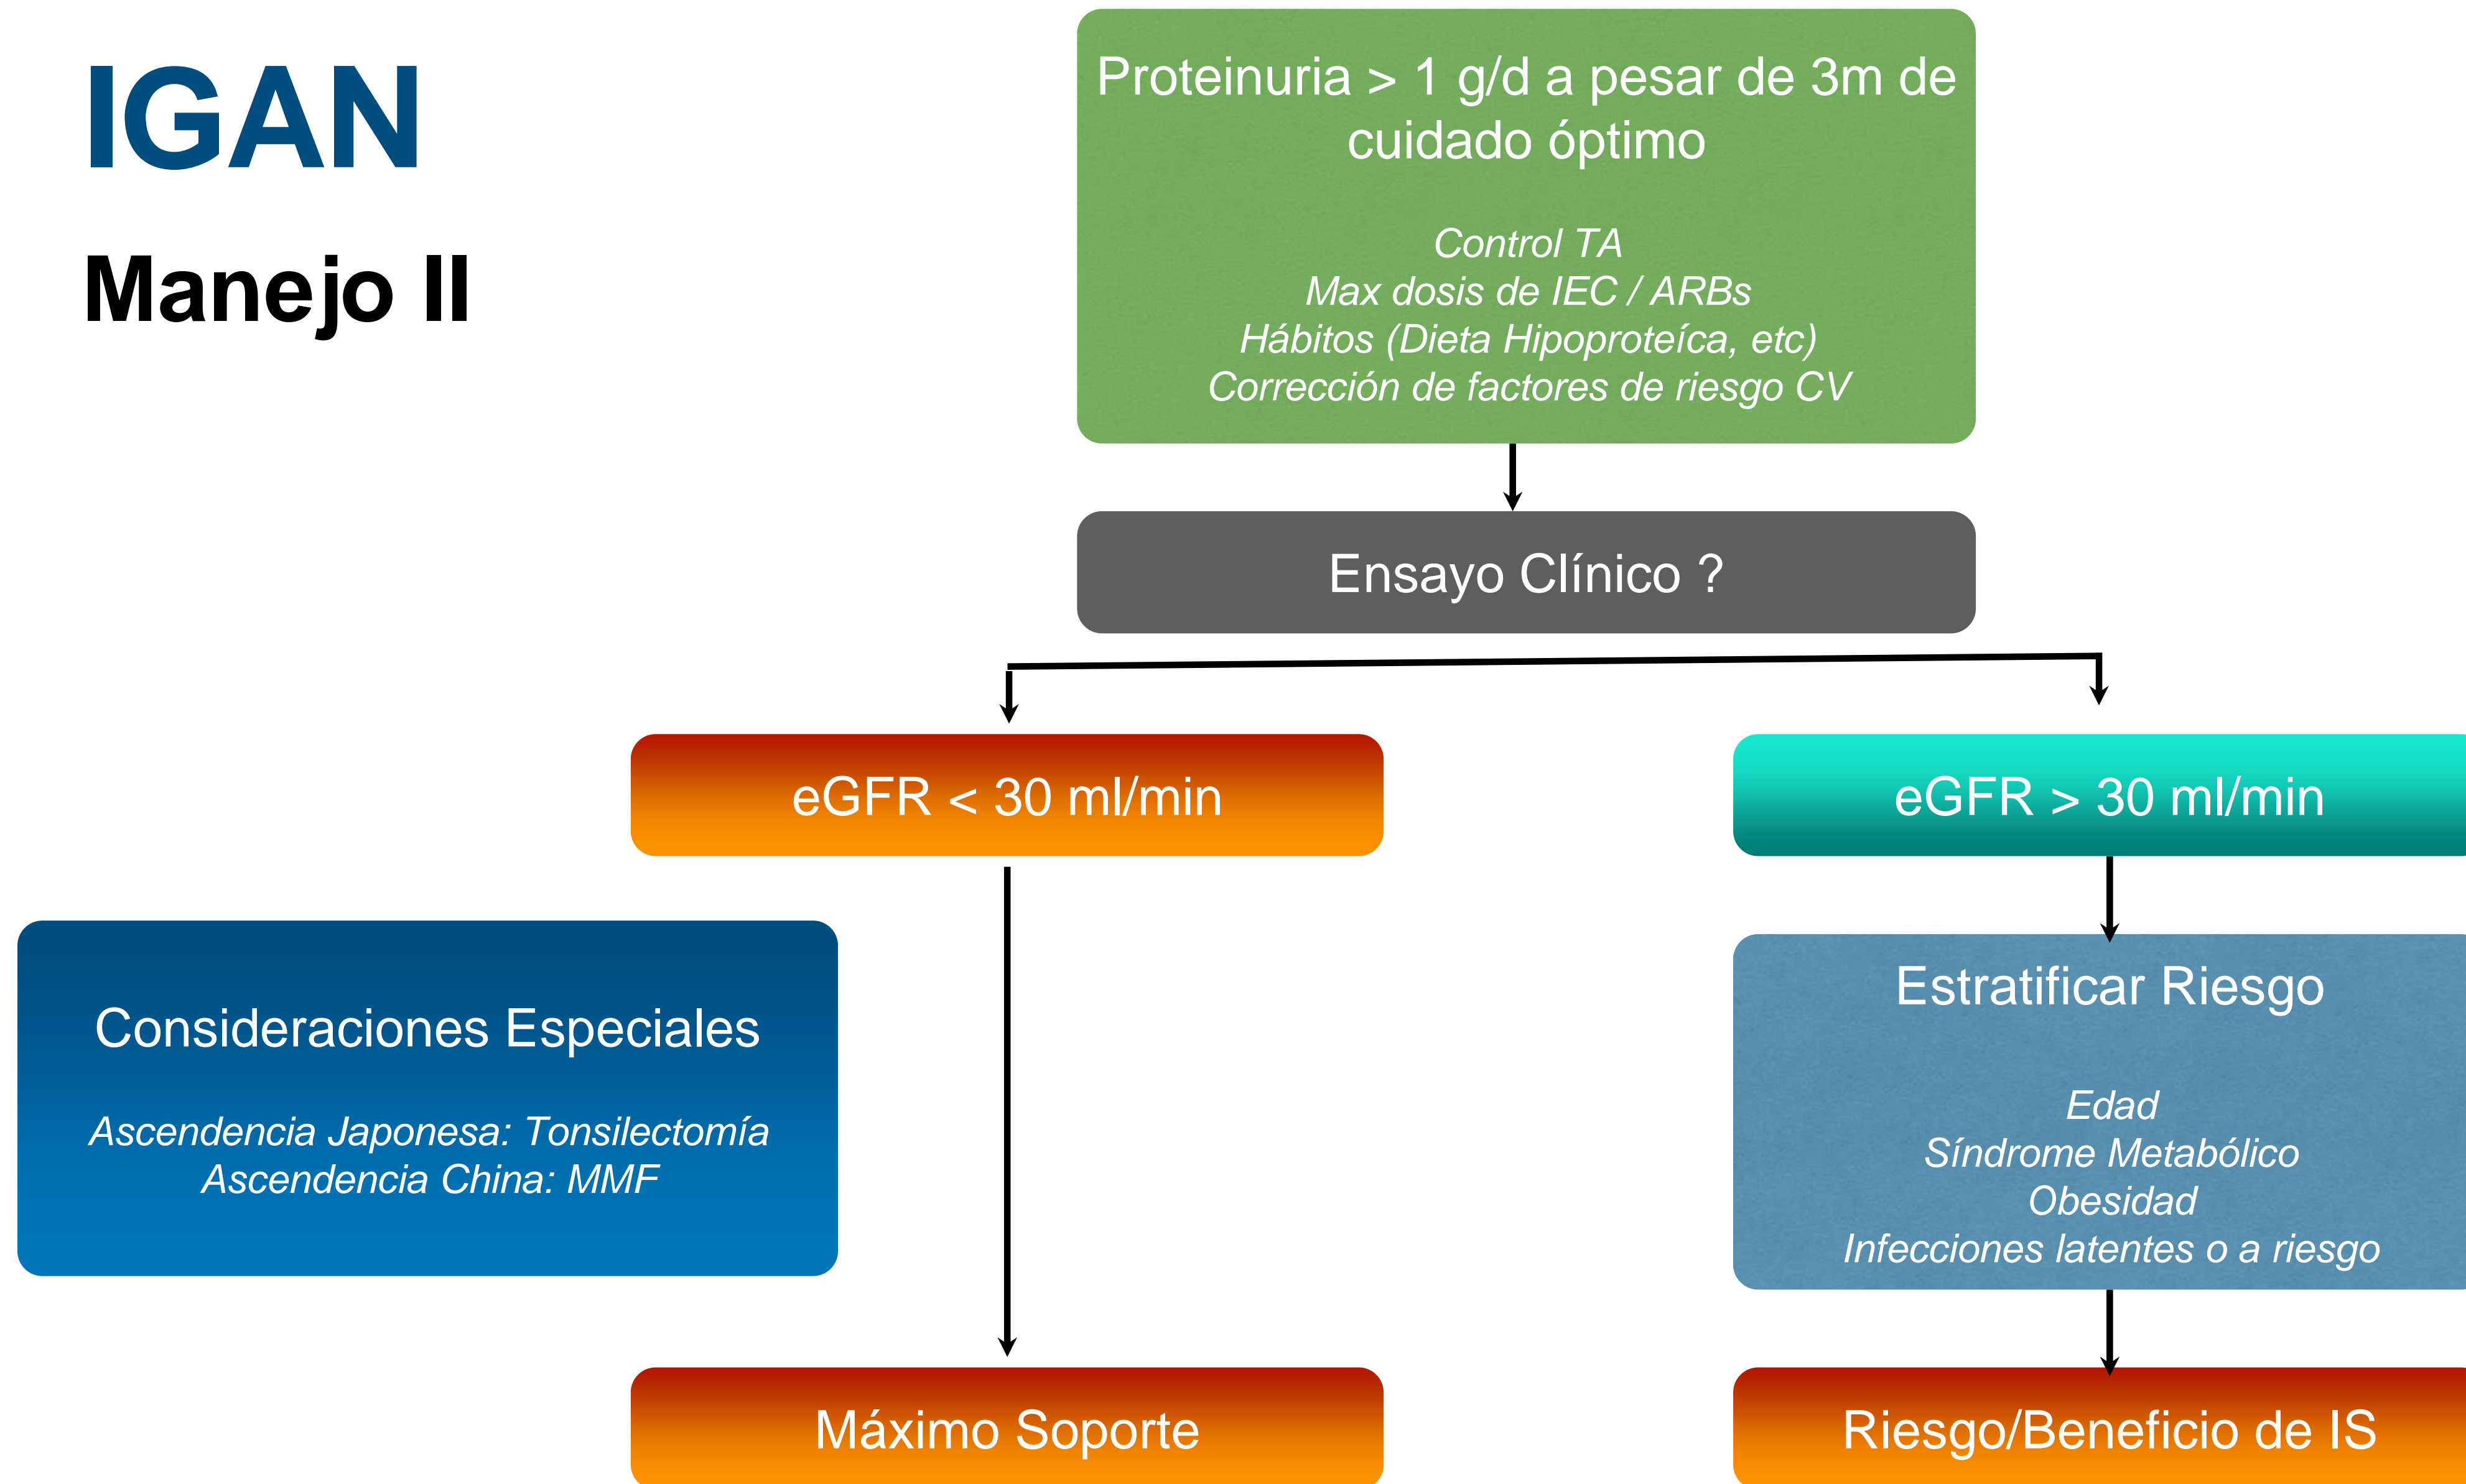 IGAN
Manejo II
Proteinuria > 1 g/d a pesar de 3m de
cuidado óptimo
Control TA
Max dosis de IEC / ARBs
Hábitos (Dieta Hipoproteíca, etc)
Corrección de factores de riesgo CV
Ensayo Clínico ?
eGFR < 30 ml/min
eGFR > 30 ml/min
Consideraciones Especiales
Ascendencia Japonesa: Tonsilectomía
Ascendencia China: MMF
Estratificar Riesgo
Edad
Síndrome Metabólico
Obesidad
Infecciones latentes o a riesgo
Máximo Soporte
Riesgo/Beneficio de IS